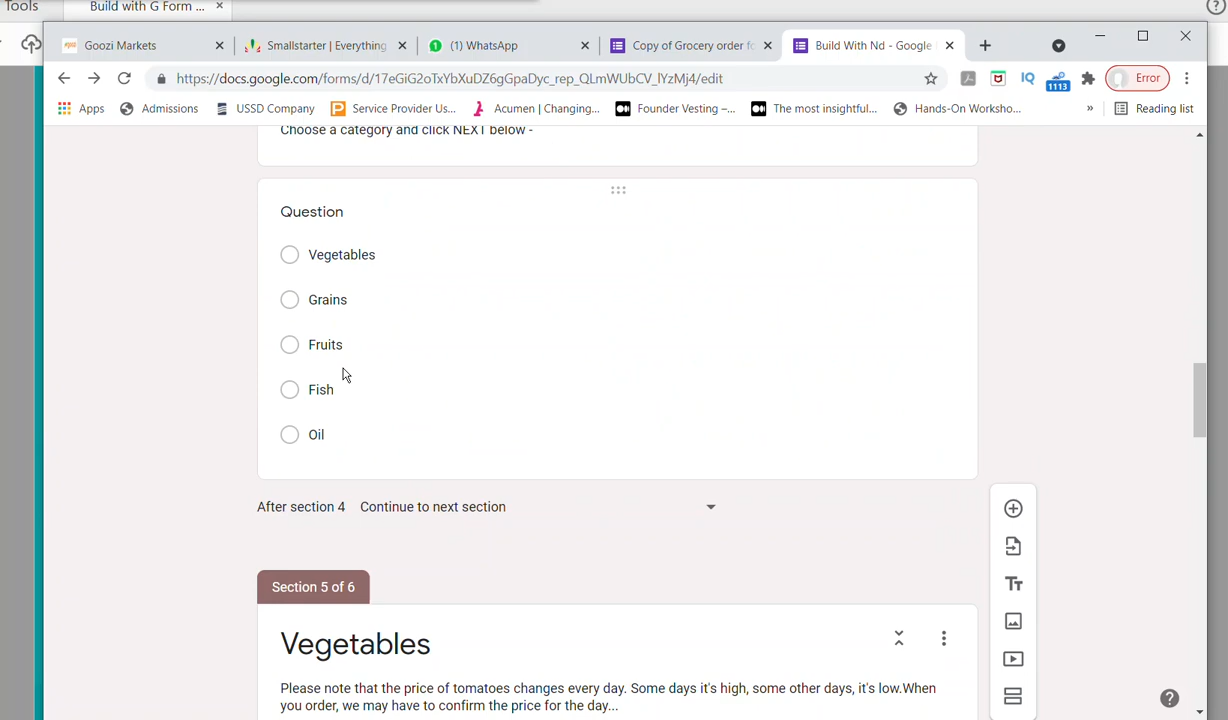 Tools
Build with G Form ...
Goozi Markets
Smallstarter | Everything
(1) WhatsApp
Copy of Grocery order fo
Build With Nd - Google
https://docs.google.com/forms/d/17eGiG2oTxYbXuDZ6gGpaDyc_rep_QLmWUbCV_lYzMj4/edit
IQ
1113
Error
Apps
Admissions
USSD Company
Service Provider Us...
Acumen | Changing...
Founder Vesting –...
The most insightful...
Hands-On Worksho...
»
Reading list
Choose a category and click NEXT below -
Question
Vegetables
Grains
Fruits
Fish
Oil
After section 4 Continue to next section
Section 5 of 6
Vegetables
Please note that the price of tomatoes changes every day. Some days it's high, some other days, it's low.When
you order, we may have to confirm the price for the day...